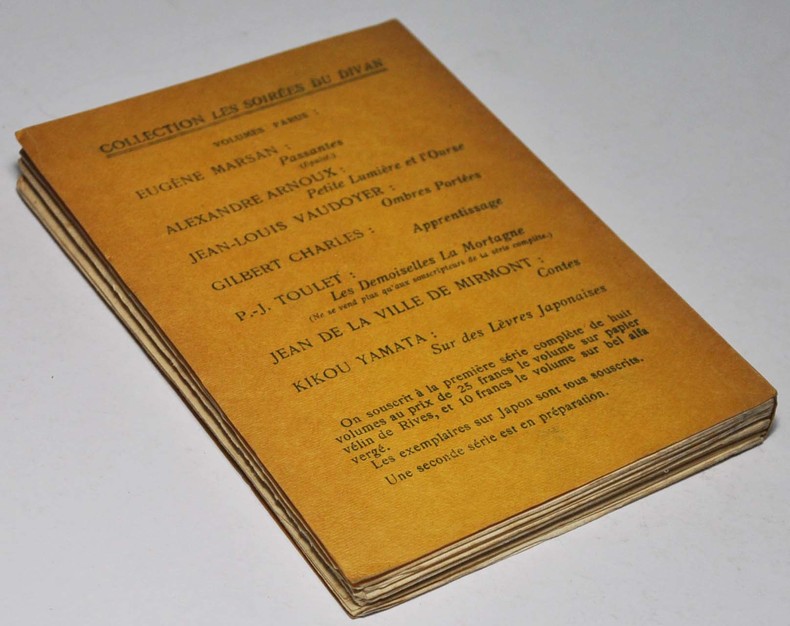 COLLECTION LES SOIRÉES DU DIVAN
VOLUMES PARUS :
EUGÈNE MARSAN :
Passantes
(Épuisé.)
ALEXANDRE ARNOUX :
Petite Lumière et l'Ourse
JEAN-LOUIS VAUDOYER :
Ombres Portées
GILBERT CHARLES :
Apprentissage
P.-J. TOULET :
Les Demoiselles La Mortagne
(Ne se vend plus qu'aux souscripteurs de la série complète.)
JEAN DE LA VILLE DE MIRMONT :
Contes
KIKOU YAMATA :
Sur des Lèvres Japonaises
On souscrit à la première série complète de huit
volumes au prix de 25 francs le volume sur papier
vélin de Rives, et 10 francs le volume sur bel alfa
vergé.
Les exemplaires sur Japon sont tous souscrits.
Une seconde série est en préparation.